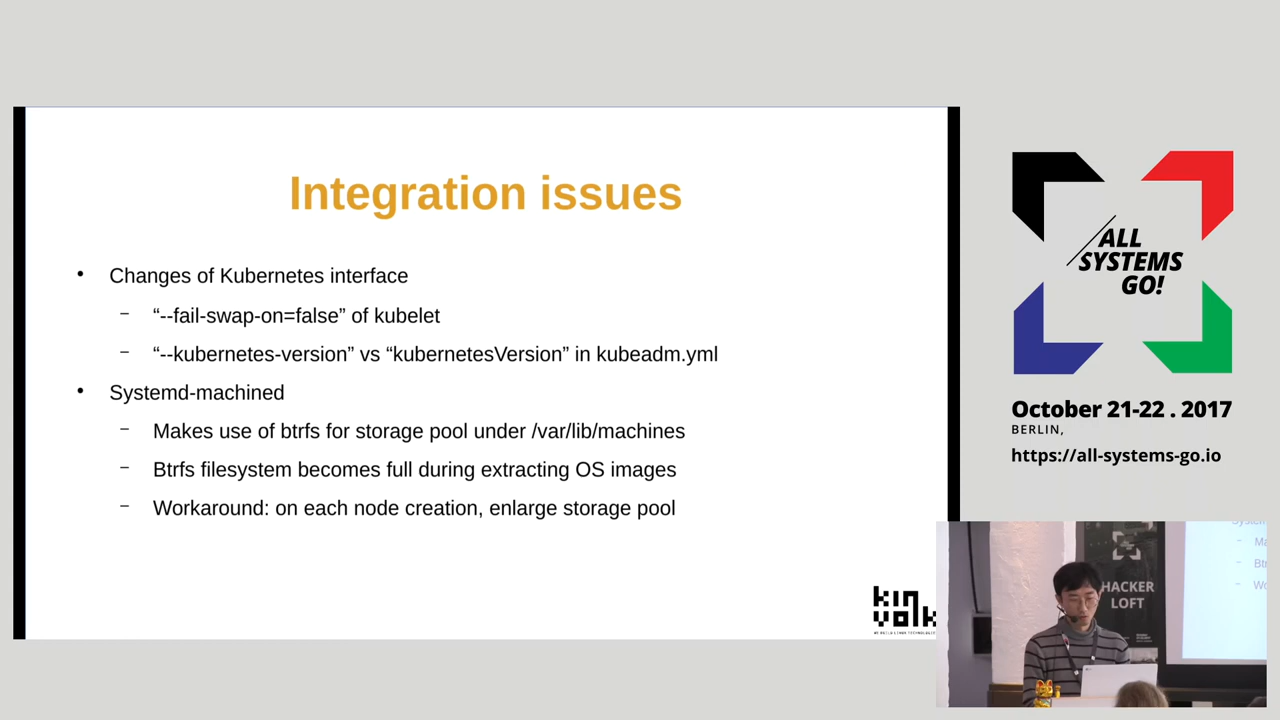 Integration issues
• Changes of Kubernetes interface
– “--fail-swap-on=false” of kubelet
– “--kubernetes-version” vs “kubernetesVersion” in kubeadm.yml
• Systemd-machined
– Makes use of btrfs for storage pool under /var/lib/machines
– Btrfs filesystem becomes full during extracting OS images
– Workaround: on each node creation, enlarge storage pool
kin
volk
ALL
SYSTEMS
GO!
October 21-22 . 2017
BERLIN,
https://all-systems-go.io
HACKER
LOFT